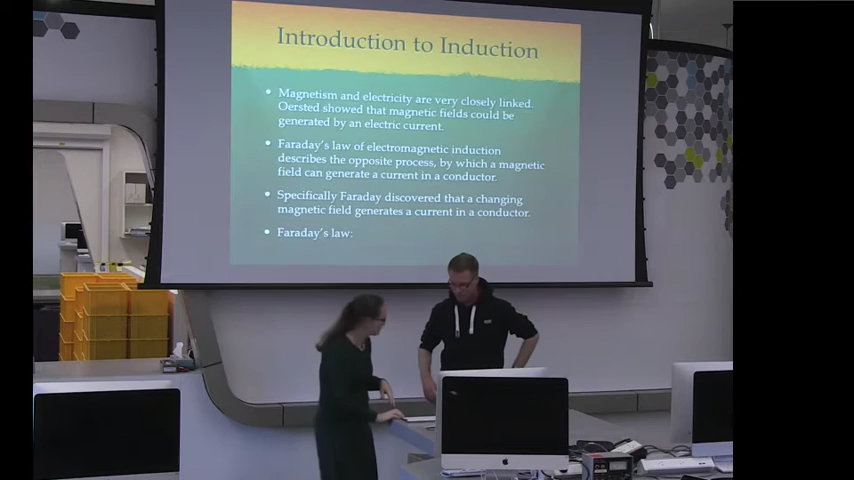 Introduction to Induction
• Magnetism and electricity are very closely linked.
Oersted showed that magnetic fields could be
generated by an electric current.
• Faraday's law of electromagnetic induction
describes the opposite process, by which a magnetic
field can generate a current in a conductor.
• Specifically Faraday discovered that a changing
magnetic field generates a current in a conductor.
• Faraday's law: